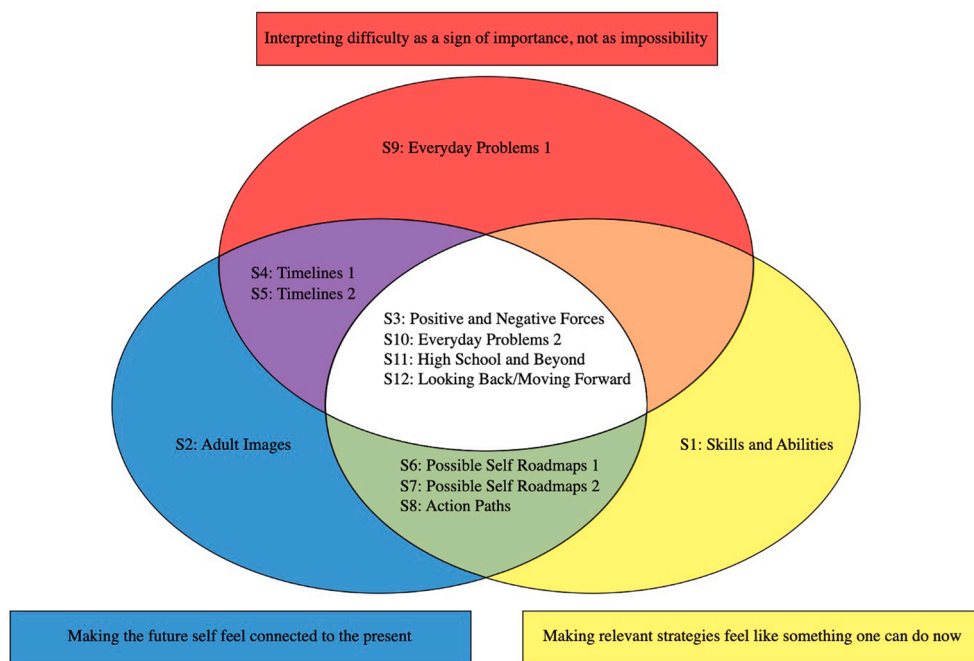 Interpreting difficulty as a sign of importance, not as impossibility
S9: Everyday Problems 1
S4: Timelines 1
S5: Timelines 2
S3: Positive and Negative Forces
S10: Everyday Problems 2
S11: High School and Beyond
S12: Looking Back/Moving Forward
S2: Adult Images
S1: Skills and Abilities
S6: Possible Self Roadmaps 1
S7: Possible Self Roadmaps 2
S8: Action Paths
Making the future self feel connected to the present
Making relevant strategies feel like something one can do now